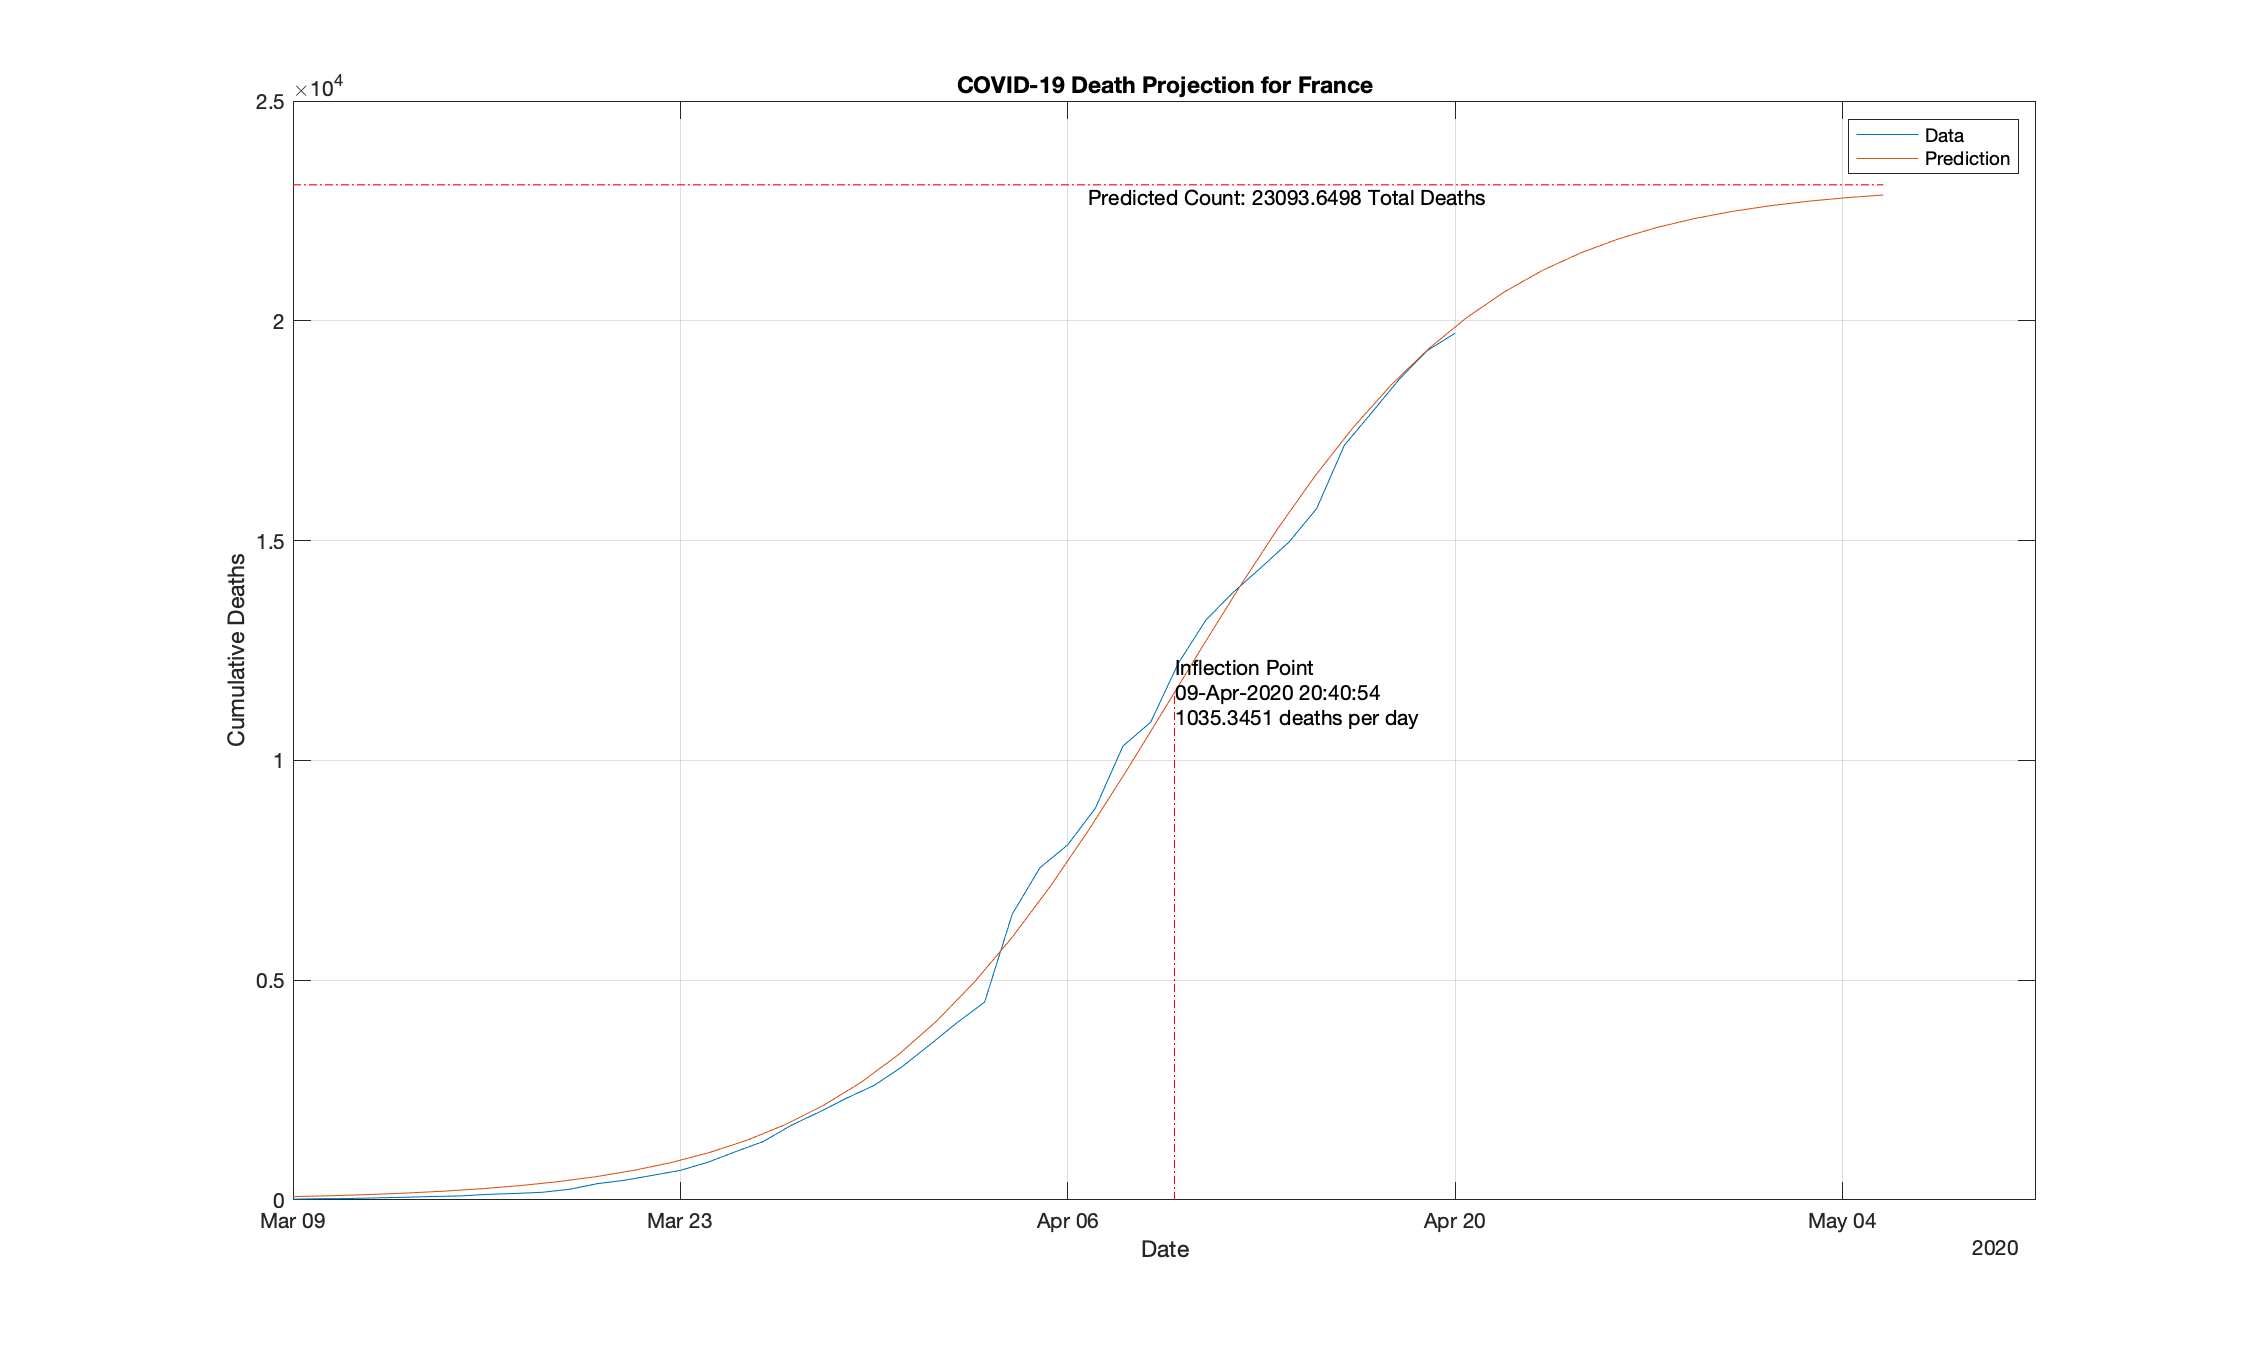 COVID-19 Death Projection for France
×10⁴
2.5
2
1.5
1
0.5
0
Cumulative Deaths
Data
Prediction
Predicted Count: 23093.6498 Total Deaths
Inflection Point
09-Apr-2020 20:40:54
1035.3451 deaths per day
Mar 09 Mar 23 Apr 06 Apr 20 May 04
Date
2020